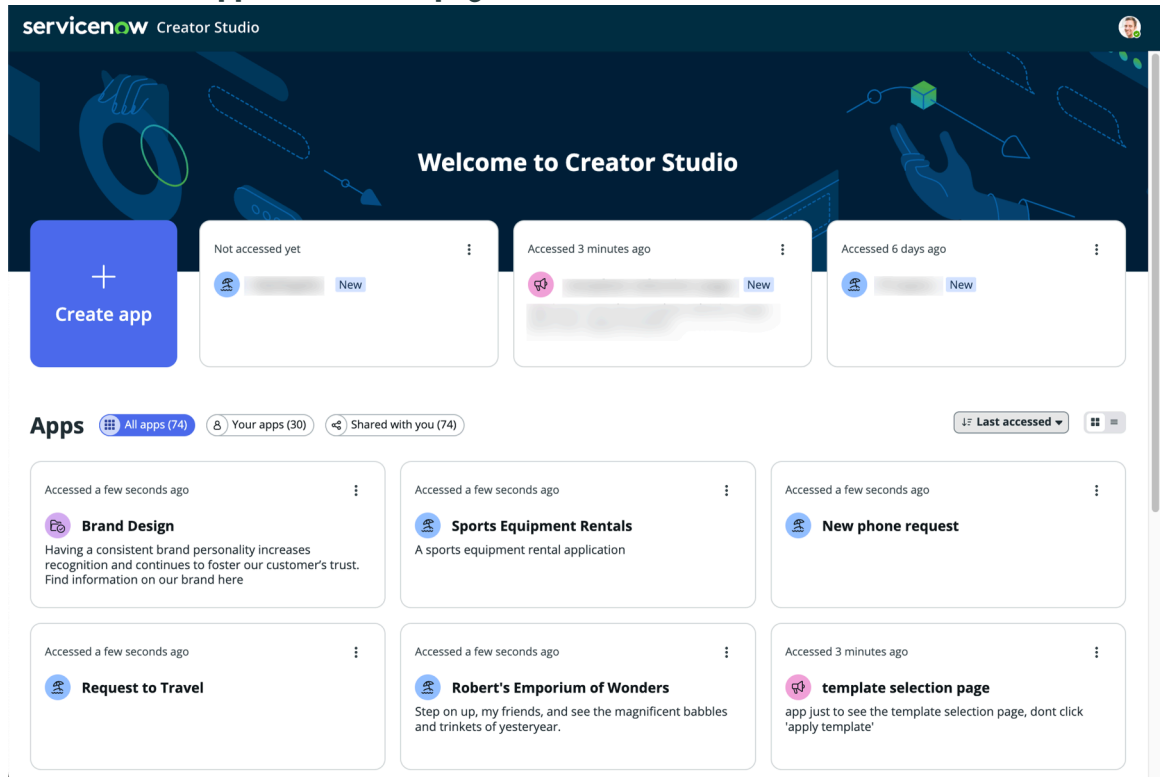 servicenow Creator Studio
Welcome to Creator Studio
Create app
Not accessed yet
New
Accessed 3 minutes ago
New
Accessed 6 days ago
New
Apps
All apps (74)
Your apps (30)
Shared with you (74)
Last accessed
Accessed a few seconds ago
Brand Design
Having a consistent brand personality increases
recognition and continues to foster our customer's trust.
Find information on our brand here
Accessed a few seconds ago
Sports Equipment Rentals
A sports equipment rental application
Accessed a few seconds ago
New phone request
Accessed a few seconds ago
Request to Travel
Accessed a few seconds ago
Robert's Emporium of Wonders
Step on up, my friends, and see the magnificent babbles
and trinkets of yesteryear.
Accessed 3 minutes ago
template selection page
app just to see the template selection page, dont click
'apply template'